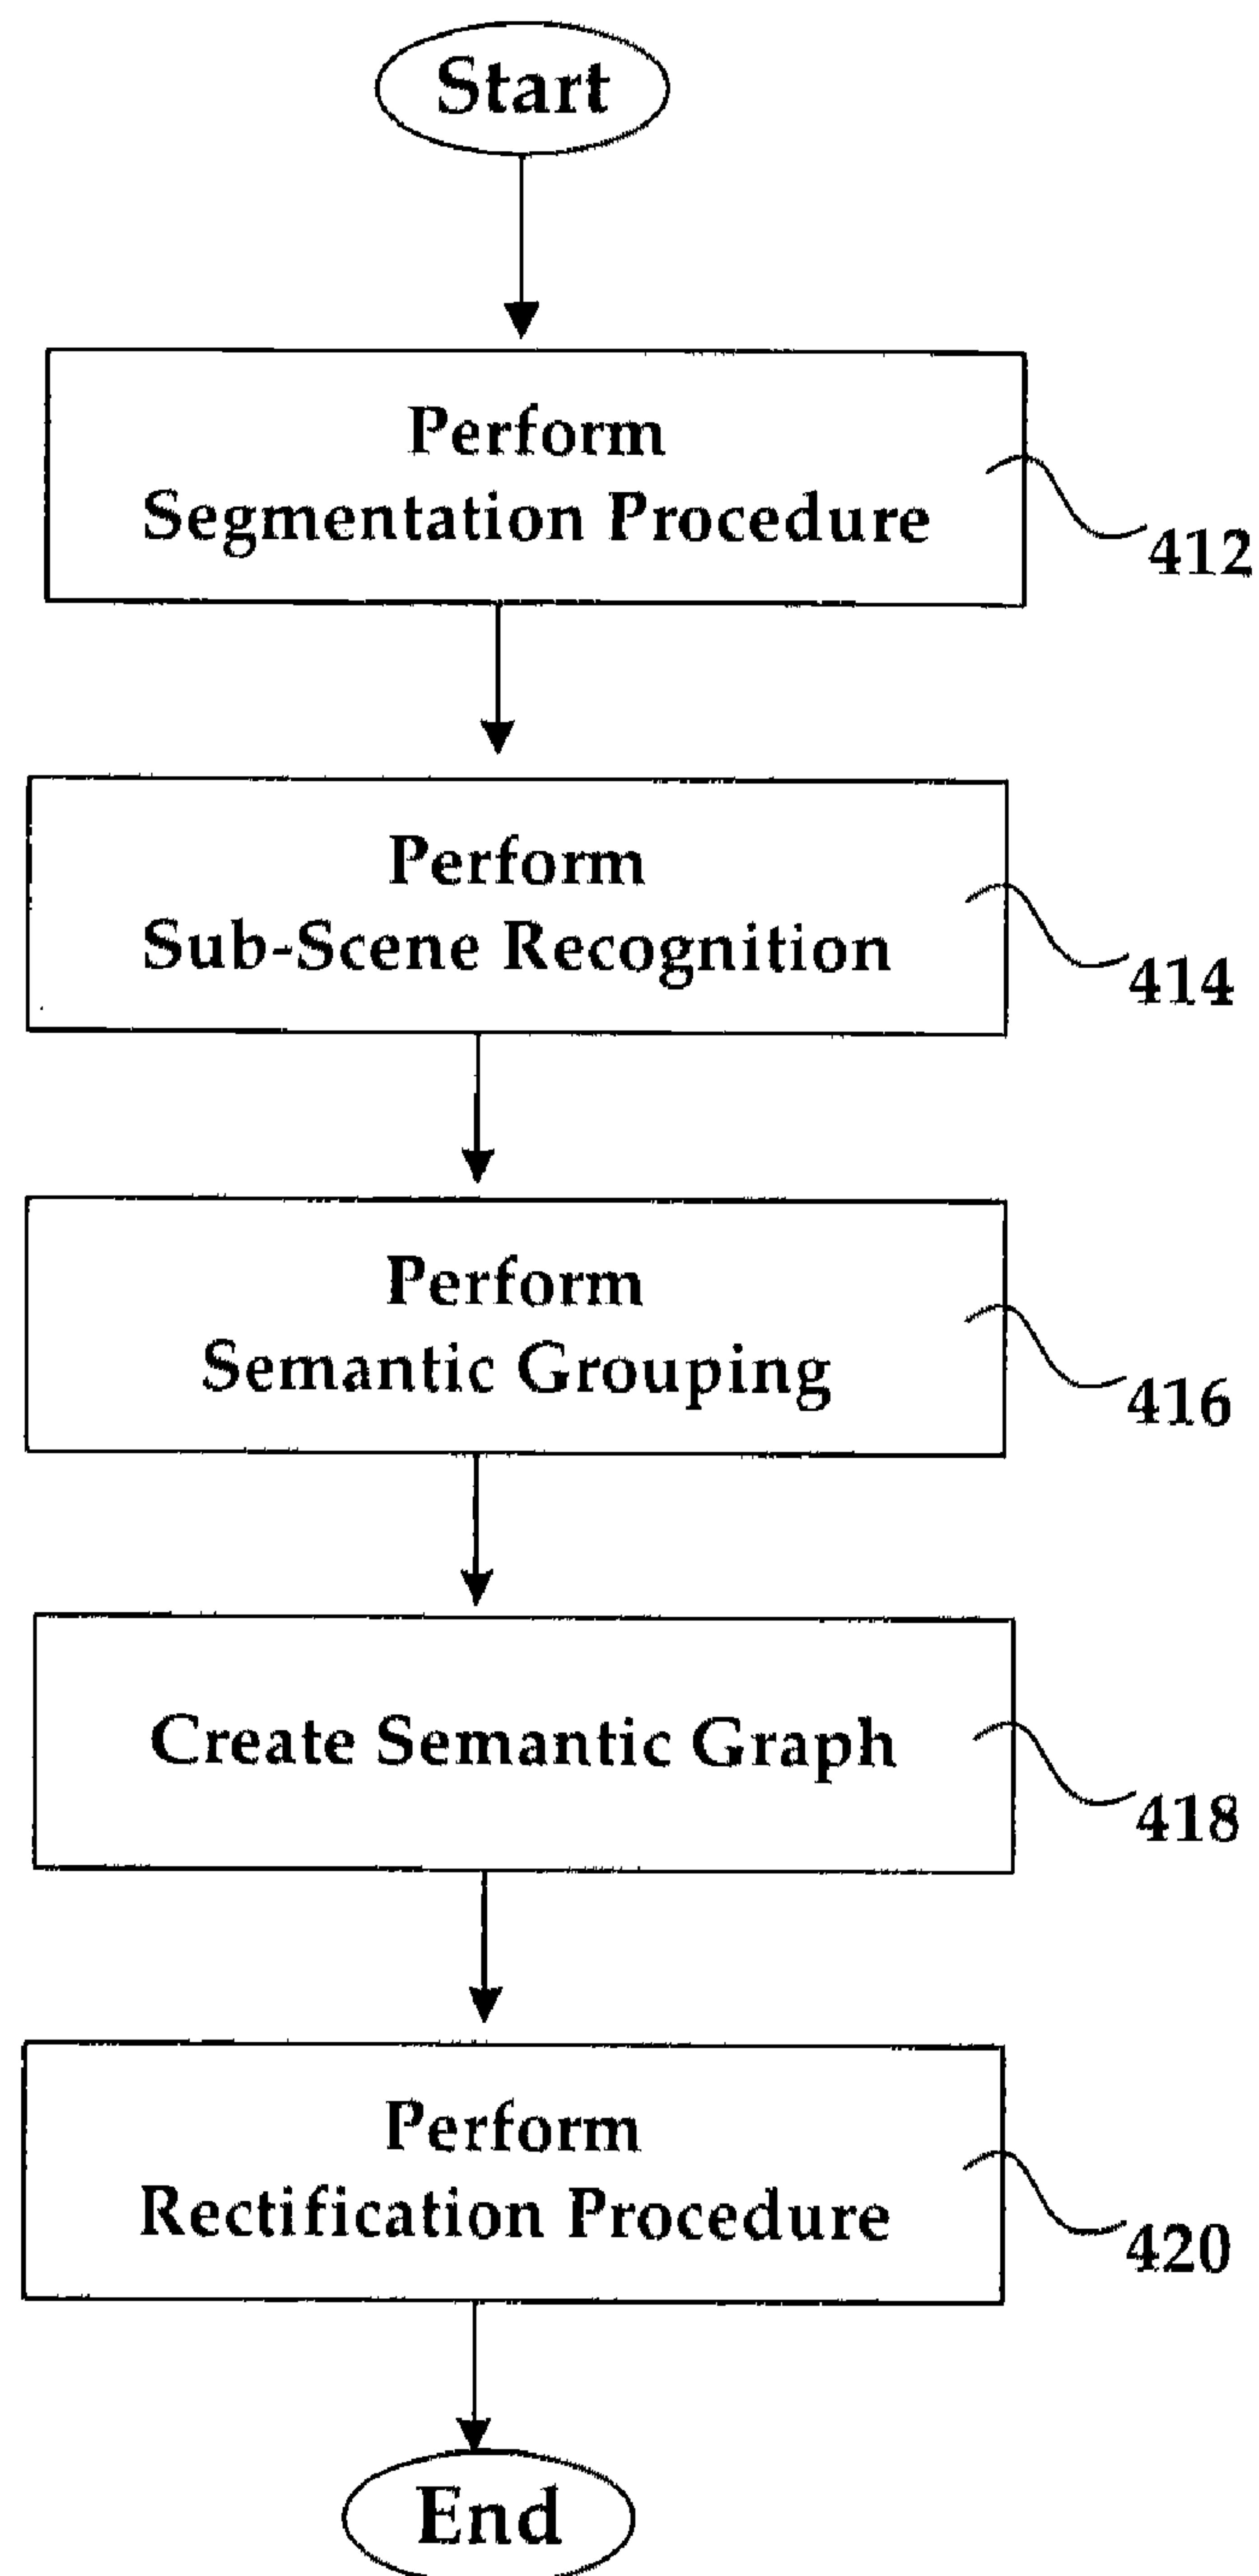 Start
Perform
Segmentation Procedure
412
Perform
Sub-Scene Recognition
414
Perform
Semantic Grouping
416
Create Semantic Graph
418
Perform
Rectification Procedure
420
End